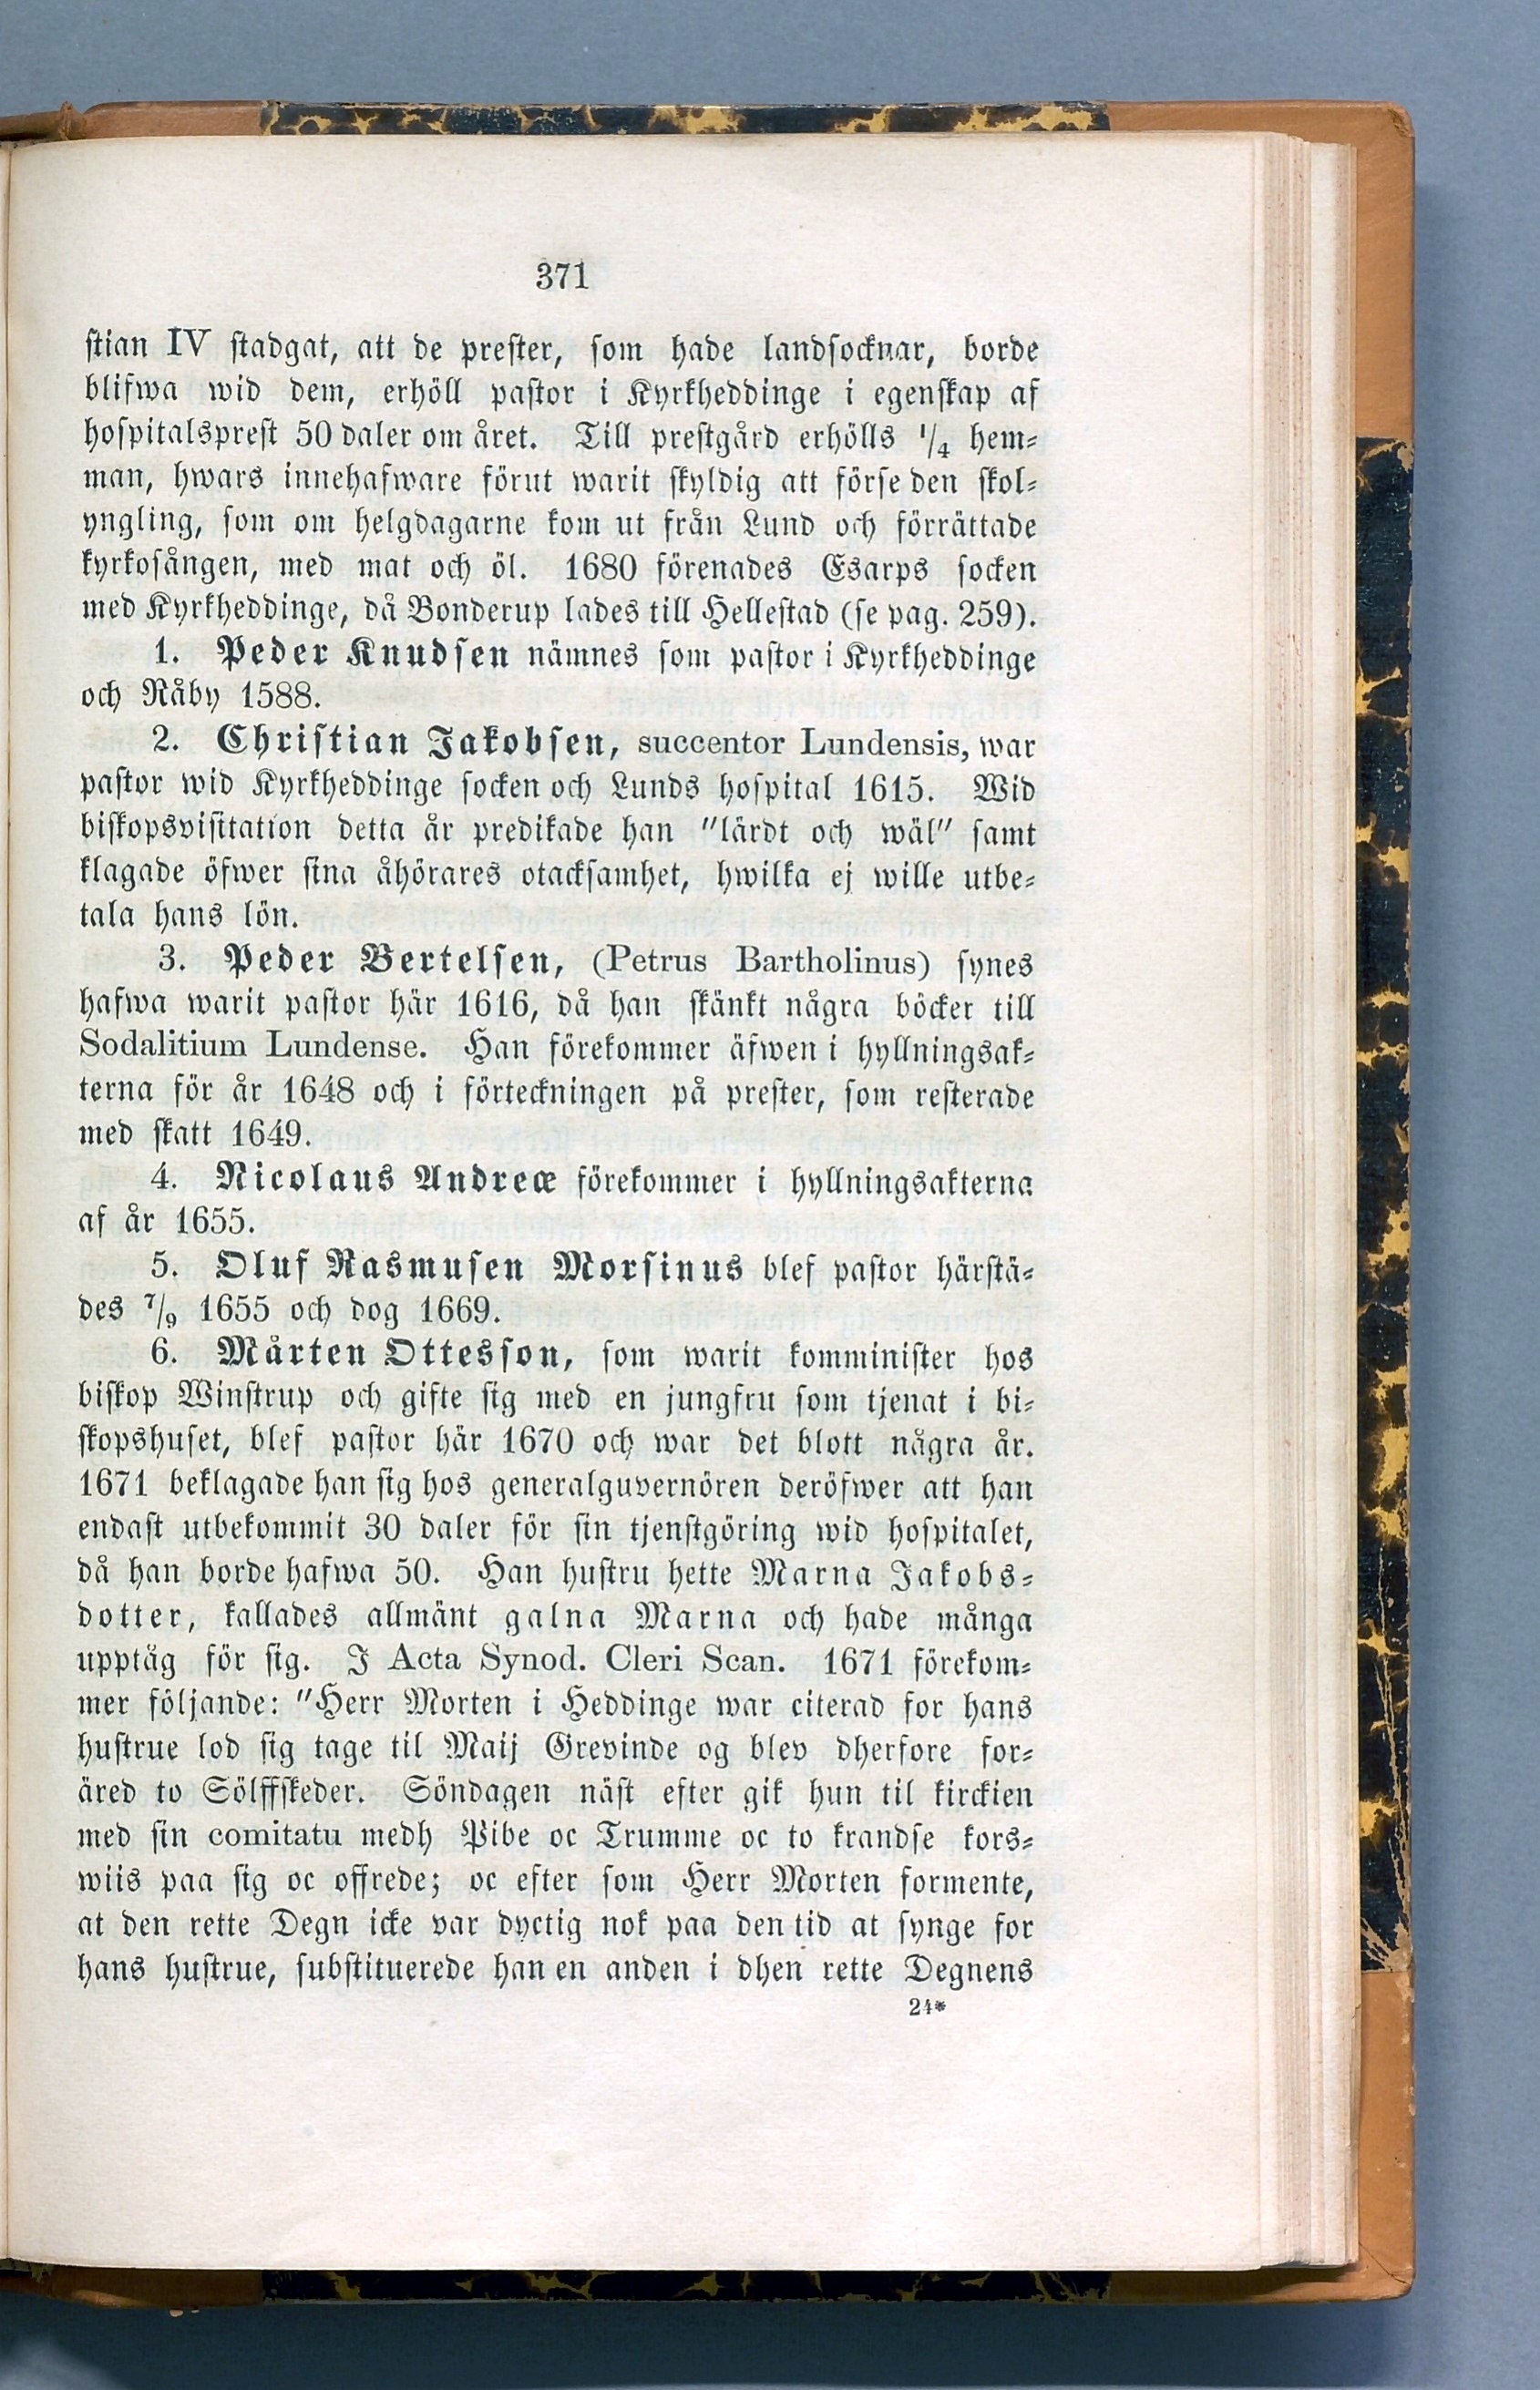 371
stian IV stadgat, att de prester, som hade landsocknar, borde
blifwa wid dem, erhöll pastor i Kyrkheddinge i egenskap af
hospitalsprest 50 daler om året. Till prestgård erhölls 1/4 hem-
man, hwars innehafware förut warit skyldig att förse den skol-
yngling, som om helgdagarne kom ut från Lund och förrättade
kyrkosången, med mat och öl. 1680 förenades Esarps socken
med Kyrkheddinge, då Bonderup lades till Hellestad (se pag. 259).
1. Peder Knudsen nämnes som pastor i Kyrkheddinge
och Råby 1588.
2. Christian Jakobsen, succentor Lundensis, war
pastor wid Kyrkheddinge socken och Lunds hospital 1615. Wid
biskopsvisitation detta år predikade han "lärdt och wäl" samt
klagade öfwer sina åhörares otacksamhet, hwilka ej wille utbe-
tala hans lön.
3. Peder Bertelsen, (Petrus Bartholinus) synes
hafwa warit pastor här 1616, då han skänkt några böcker till
Sodalitium Lundense. Han förekommer äfwen i hyllningsak-
terna för år 1648 och i förteckningen på prester, som resterade
med skatt 1649.
4. Nicolaus Andreæ förekommer i hyllningsakterna
af år 1655.
5. Oluf Rasmusen Morsinus blef pastor härstä-
des 7/9 1655 och dog 1669.
6. Mårten Ottesson, som warit komminister hos
biskop Winstrup och gifte sig med en jungfru som tjenat i bi-
skopshuset, blef pastor här 1670 och war det blott några år.
1671 beklagade han sig hos generalguvernören deröfwer att han
endast utbekommit 30 daler för sin tjenstgöring wid hospitalet,
då han borde hafwa 50. Han hustru hette Marna Jakobs-
dotter, kallades allmänt galna Marna och hade många
upptåg för sig. I Acta Synod. Cleri Scan. 1671 förekom-
mer följande: "Herr Morten i Heddinge war citerad for hans
hustrue lod sig tage til Maij Grevinde og blev dherfore for-
äred to Sölffskeder. Söndagen näst efter gik hun til kirckien
med sin comitatu medh Pibe oc Trumme oc to krandse kors-
wiis paa sig oc offrede; oc efter som Herr Morten formente,
at den rette Degn icke var dyctig nok paa den tid at synge for
hans hustrue, substituerede han en anden i dhen rette Degnens
24*